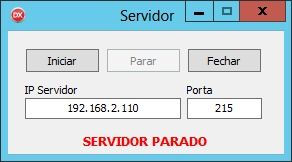 DX Servidor
Iniciar Parar Fechar
IP Servidor Porta
192.168.2.110 215
SERVIDOR PARADO